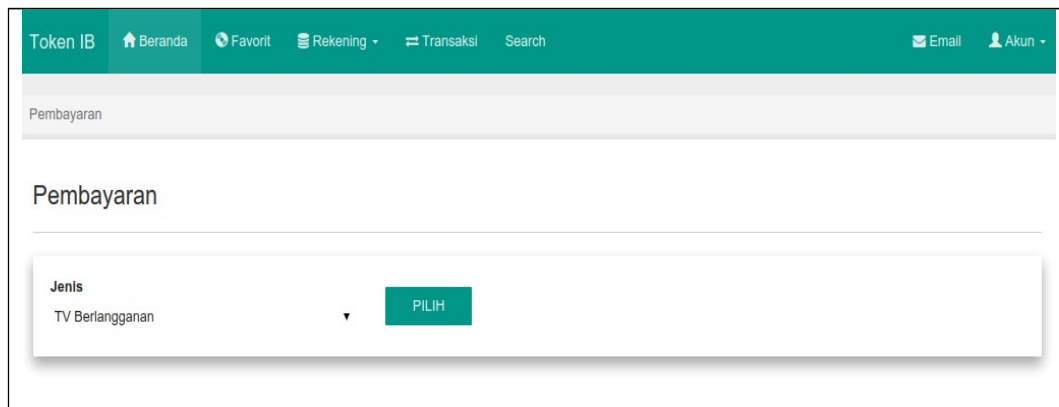 Token IB Beranda Favorit Rekening Transaksi Search Email Akun
Pembayaran
Pembayaran
Jenis
TV Berlangganan PILIH